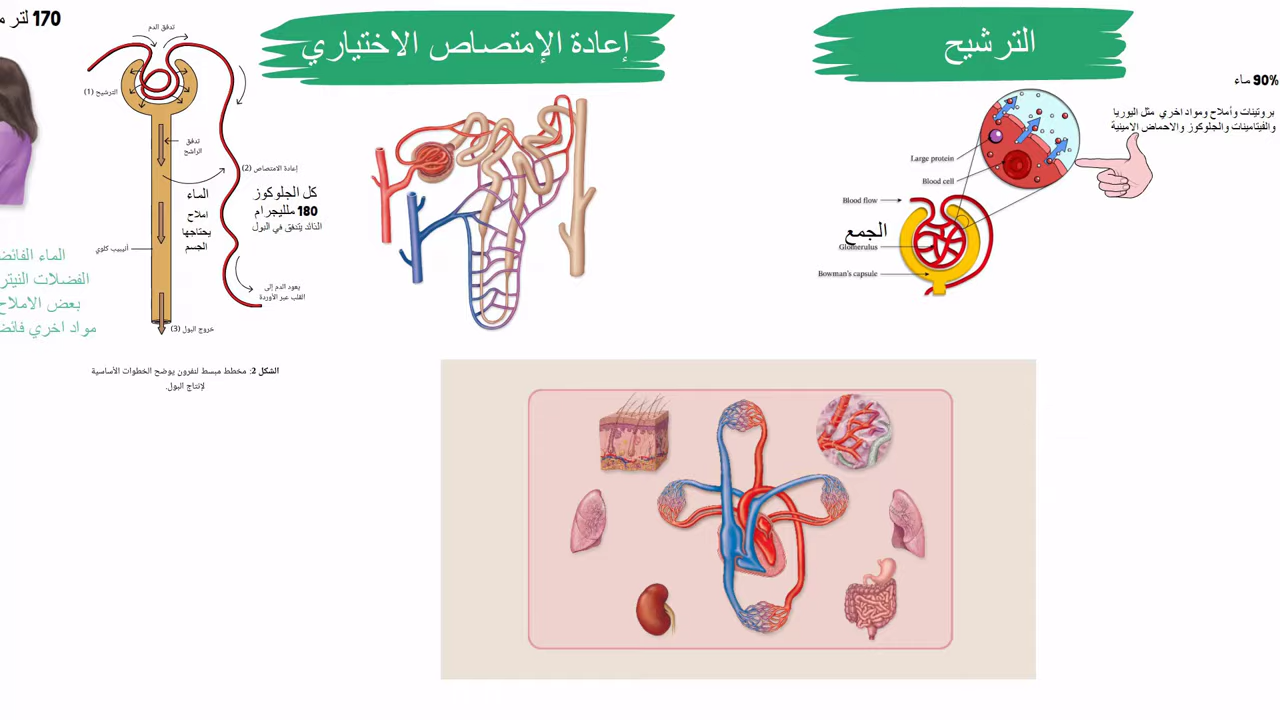 الترشيح
90% ماء
بروتينات وأملاح ومواد اخري مثل اليوريا
والفيتامينات والجلوكوز والاحماض الامينية
Large protein
Blood cell
Blood flow
الجمع
Glomerulus
Bowman's capsule
إعادة الإمتصاص الاختياري
170 لتر
تدفق الدم
الترشيح (1)
تدفق
الراشح
إعادة الامتصاص (2)
الماء
املاح
يحتاجها
الجسم
كل الجلوكوز
180 ملليجرام
الذاك يتدفق في البول
أنيبيب كلوي
يعود الدم إلى
القلب عبر الأوردة
خروج البول (3)
الشكل 2: مخطط مبسط لنفرون يوضح الخطوات الأساسية
لإنتاج البول.
الماء الفائض
الفضلات
بعض الاملاح
مواد اخري